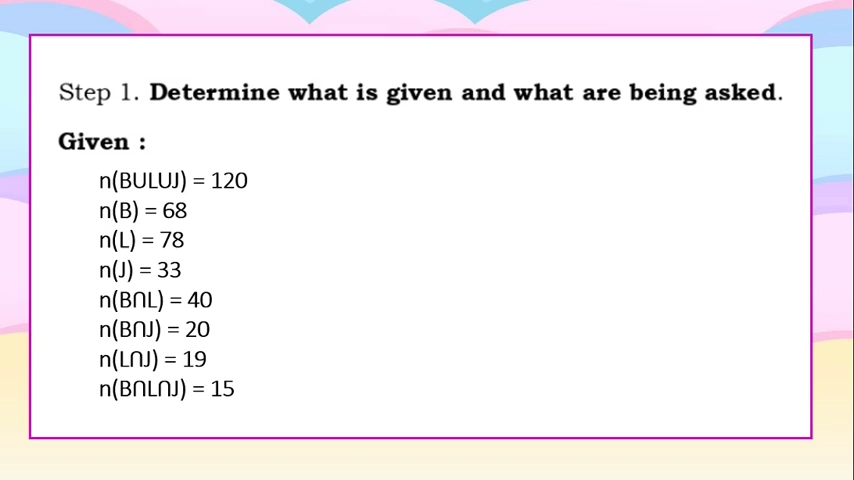 Step 1. Determine what is given and what are being asked.
Given :
n(BULUJ) = 120
n(B) = 68
n(L) = 78
n(J) = 33
n(B∩L) = 40
n(B∩J) = 20
n(L∩J) = 19
n(B∩L∩J) = 15